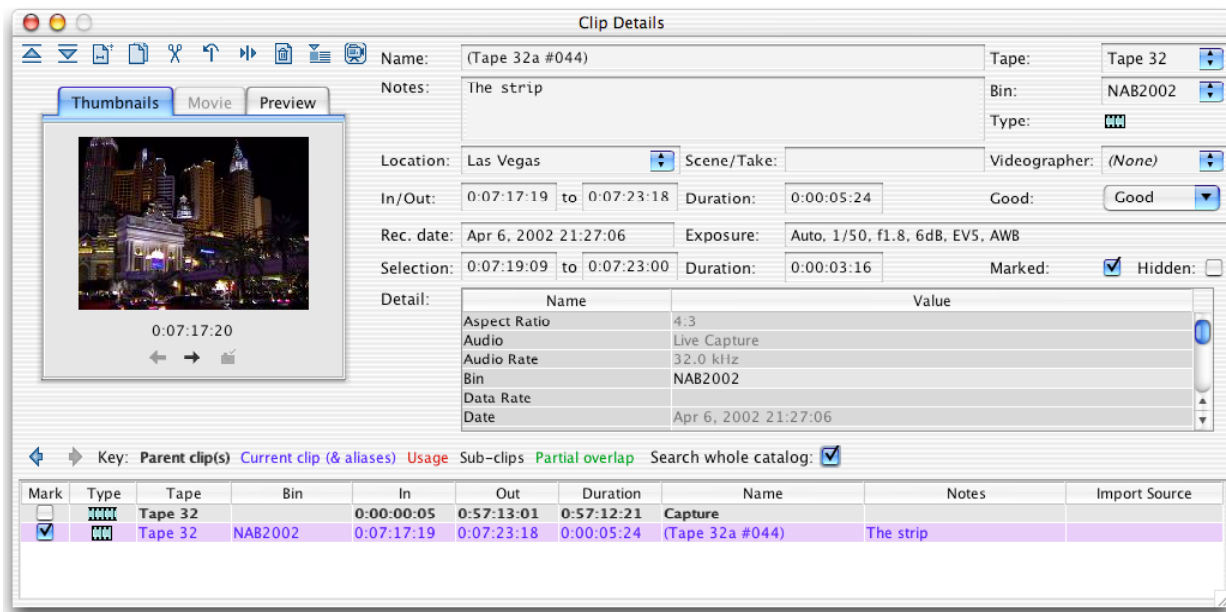 Clip Details
Name: (Tape 32a #044) Tape: Tape 32
Notes: The strip Bin: NAB2002
Type:
Thumbnails Movie Preview
Location: Las Vegas Scene/Take: Videographer: (None)
In/Out: 0:07:17:19 to 0:07:23:18 Duration: 0:00:05:24 Good: Good
Rec. date: Apr 6, 2002 21:27:06 Exposure: Auto, 1/50, f1.8, 6dB, EV5, AWB
Selection: 0:07:19:09 to 0:07:23:00 Duration: 0:00:03:16 Marked: Hidden:
0:07:17:20
Detail: Name Value
Aspect Ratio 4:3
Audio Live Capture
Audio Rate 32.0 kHz
Bin NAB2002
Data Rate
Date Apr 6, 2002 21:27:06
Key: Parent clip(s) Current clip (& aliases) Usage Sub-clips Partial overlap Search whole catalog:
Mark Type Tape Bin In Out Duration Name Notes Import Source
Tape 32 0:00:00:05 0:57:13:01 0:57:12:21 Capture
Tape 32 NAB2002 0:07:17:19 0:07:23:18 0:00:05:24 (Tape 32a #044) The strip